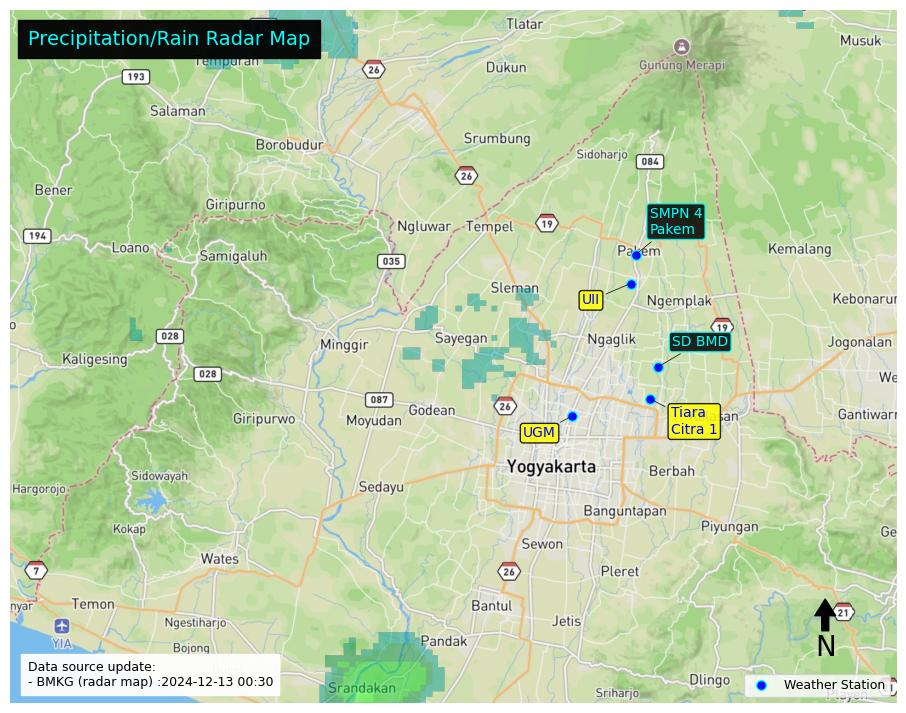 Precipitation/Rain Radar Map
Tlatar
Musuk
Tempuran
26
Dukun
Gunung Merapi
193
Salaman
Srumbung
Borobudur
Sidoharjo
084
26
Bener
Giripurno
SMPN 4
Pakem
Ngluwar
Tempel
19
194
Loano
Samigaluh
035
Pakem
Kemalang
Sleman
UII
Ngemplak
Kebonaru
19
028
Minggir
Sayegan
Ngaglik
SD BMD
Jogonalan
Kaligesing
028
We
087
Godean
26
Tiara
Citra 1
san
Gantiwar
Giripurwo
Moyudan
UGM
Yogyakarta
Berbah
Sidowayah
Hargorojo
Sedayu
Banguntapan
Kokap
Piyungan
Ge
Wates
Sewon
7
26
Pleret
nyar
Temon
Bantul
21
Ngestiharjo
Jetis
YIA
Bojong
Pandak
N
Data source update:
- BMKG (radar map) :2024-12-13 00:30
Srandakan
Sriharjo
Dlingo
Weather Station
Playen